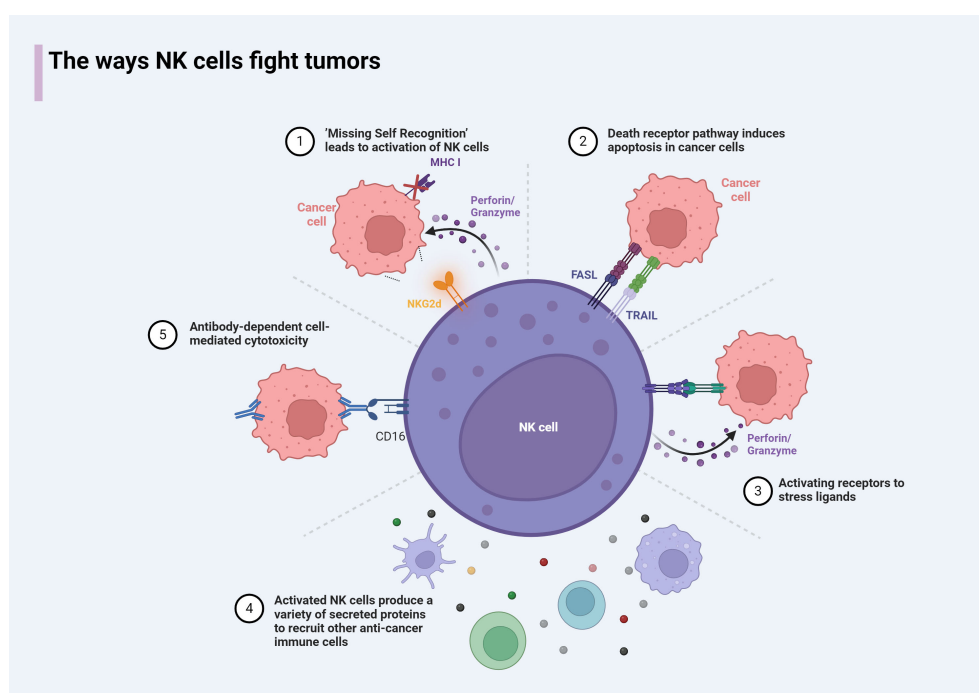 The ways NK cells fight tumors
1
‘Missing Self Recognition’
leads to activation of NK cells
MHC I
Cancer
cell
Perforin/
Granzyme
NKG2d
2
Death receptor pathway induces
apoptosis in cancer cells
Cancer
cell
FASL
TRAIL
5
Antibody-dependent cell-
mediated cytotoxicity
CD16
NK cell
Perforin/
Granzyme
3
Activating receptors to
stress ligands
4
Activated NK cells produce a
variety of secreted proteins
to recruit other anti-cancer
immune cells